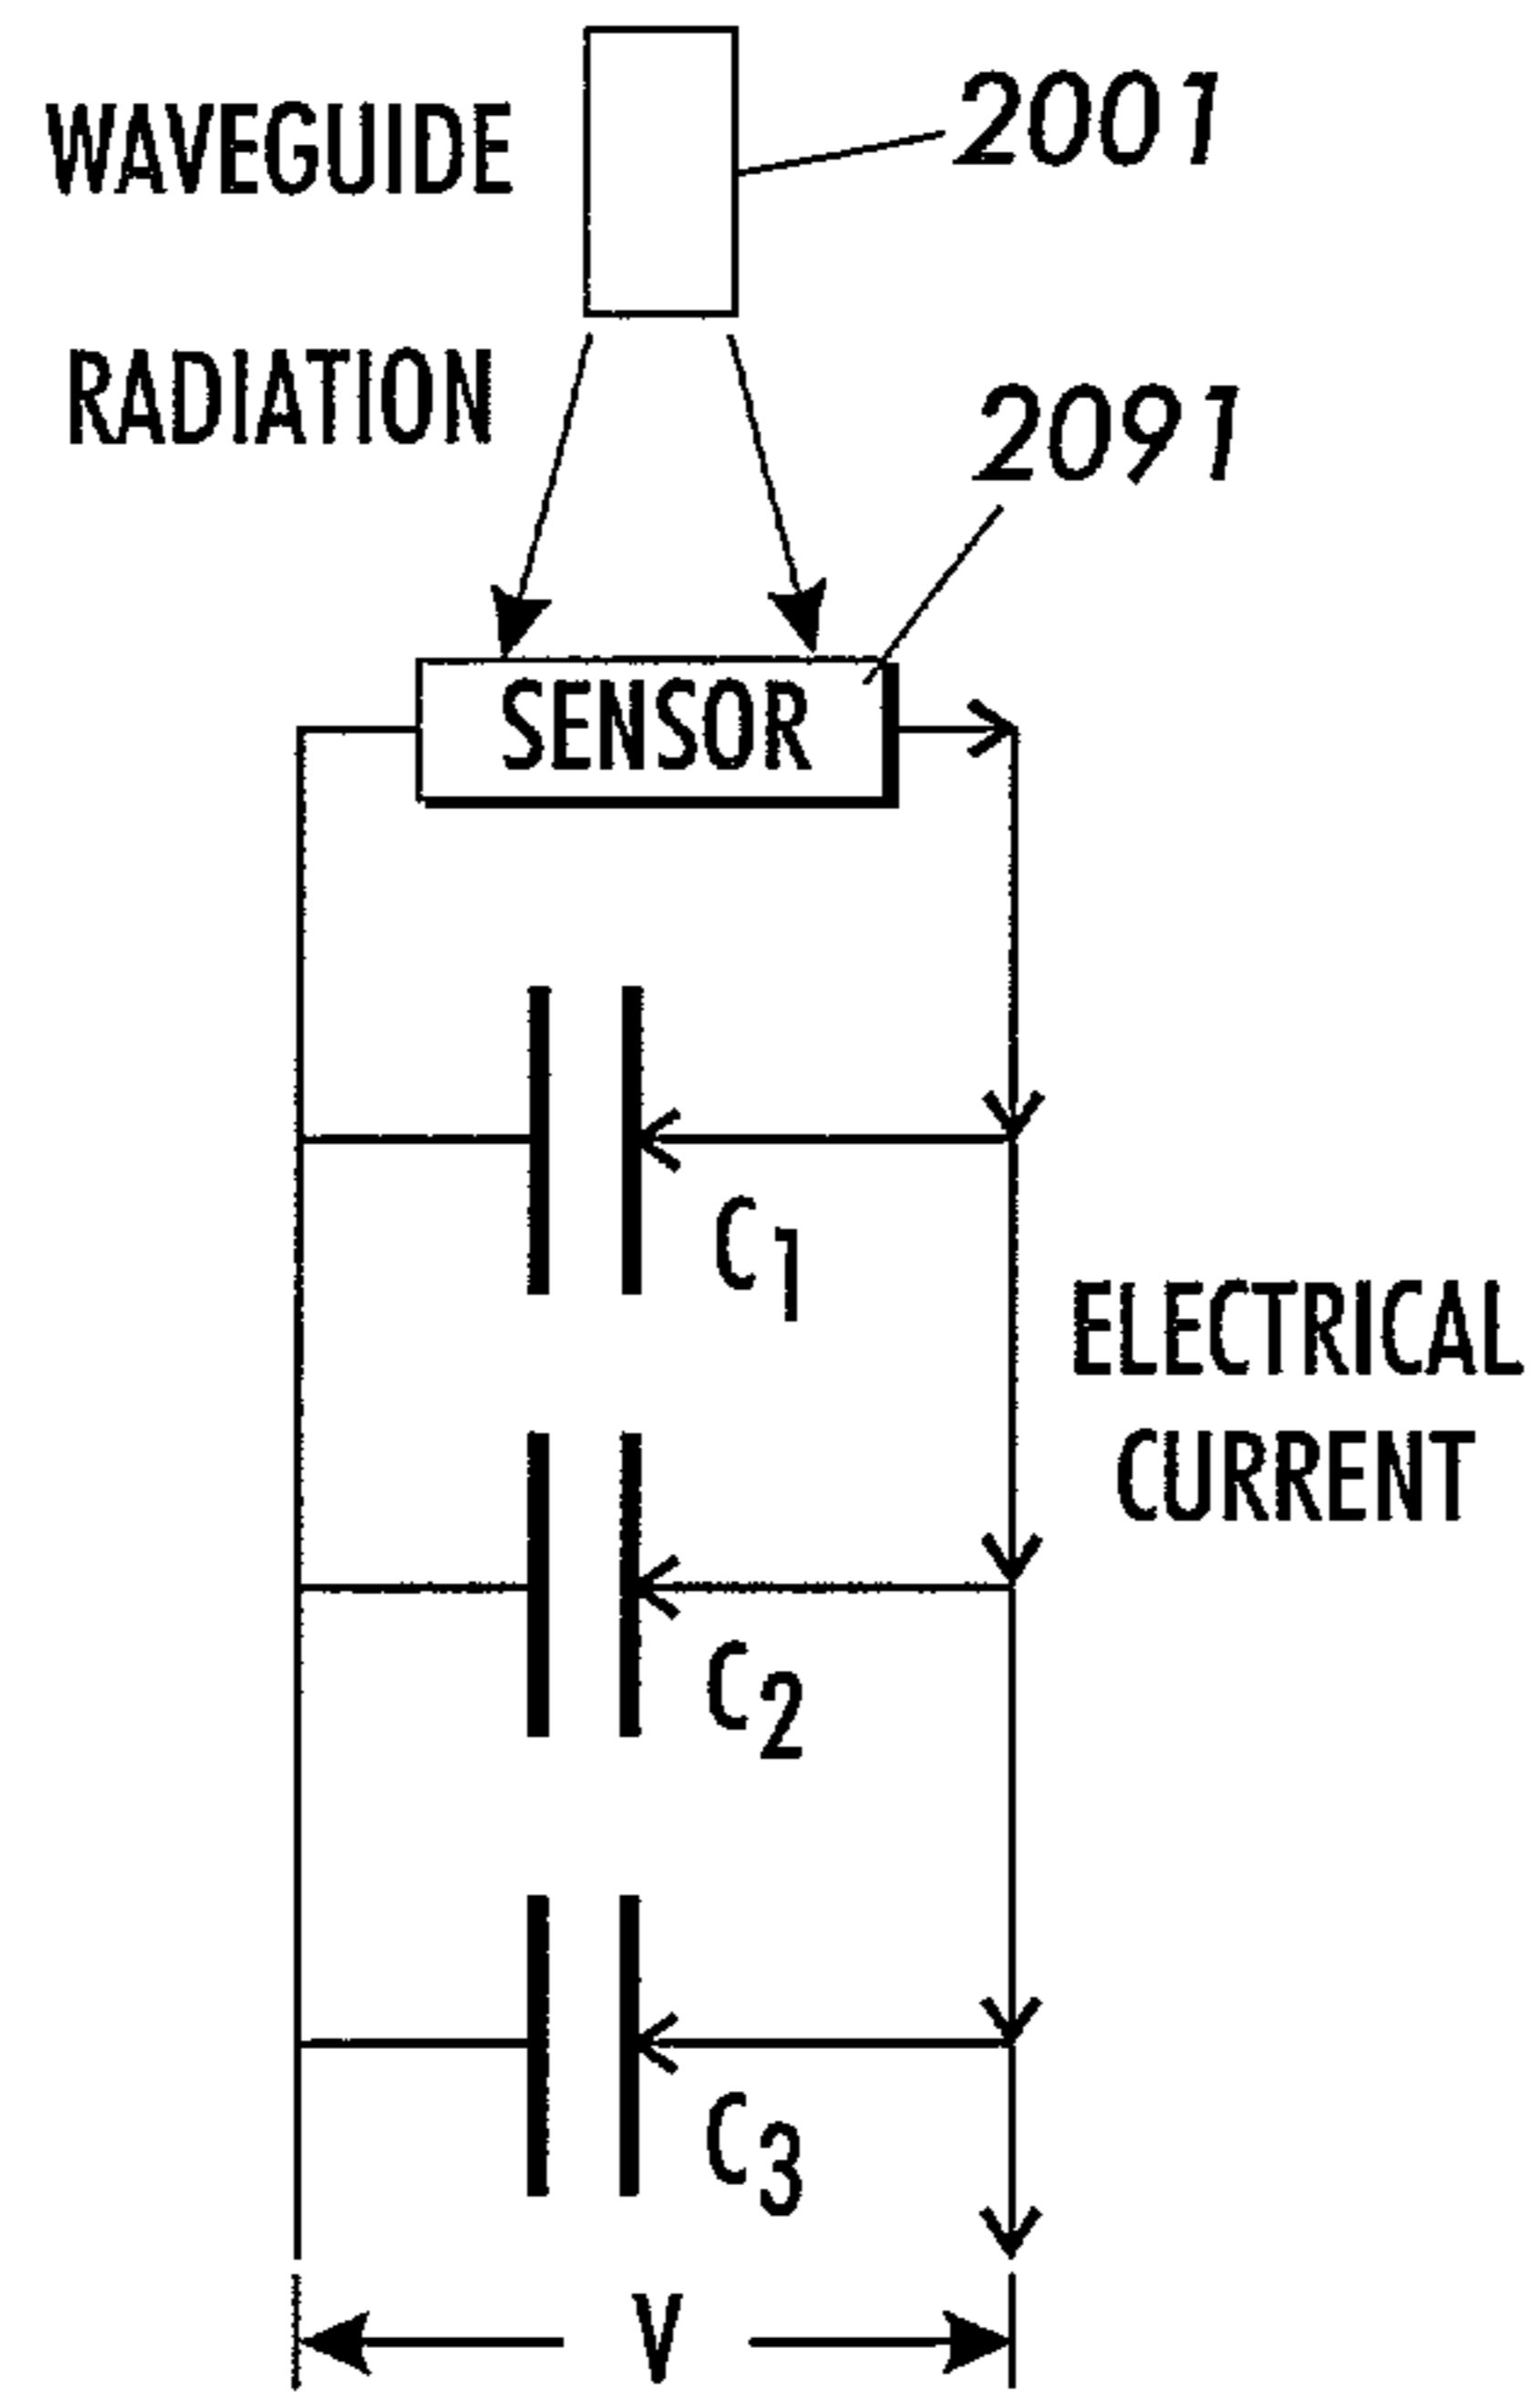 WAVEGUIDE
2001
RADIATION
2091
SENSOR
C1
ELECTRICAL
CURRENT
C2
C3
V